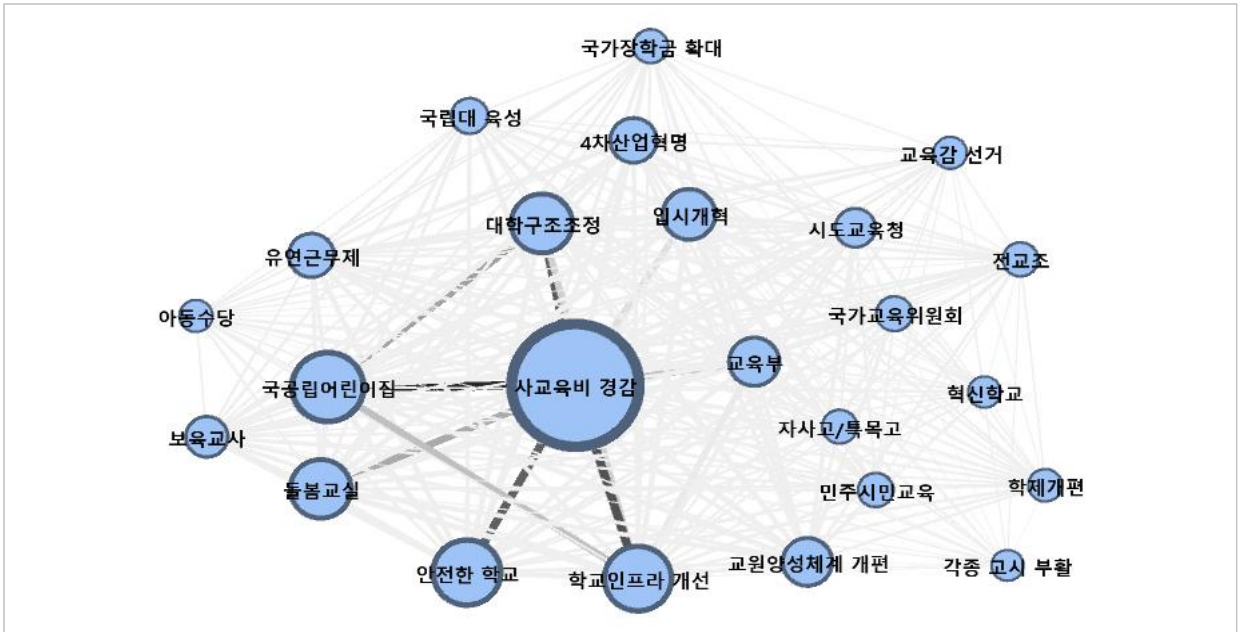 국가장학금 확대
국립대 육성
4차산업혁명
교육감 선거
대학구조조정
입시개혁
시도교육청
유연근무제
전교조
아동수당
국가교육위원회
교육부
국공립어린이집
사교육비 경감
혁신학교
자사고/특목고
보육교사
돌봄교실
민주시민교육
학제개편
안전한 학교
학교인프라 개선
교원양성체계 개편
각종 고시 부활